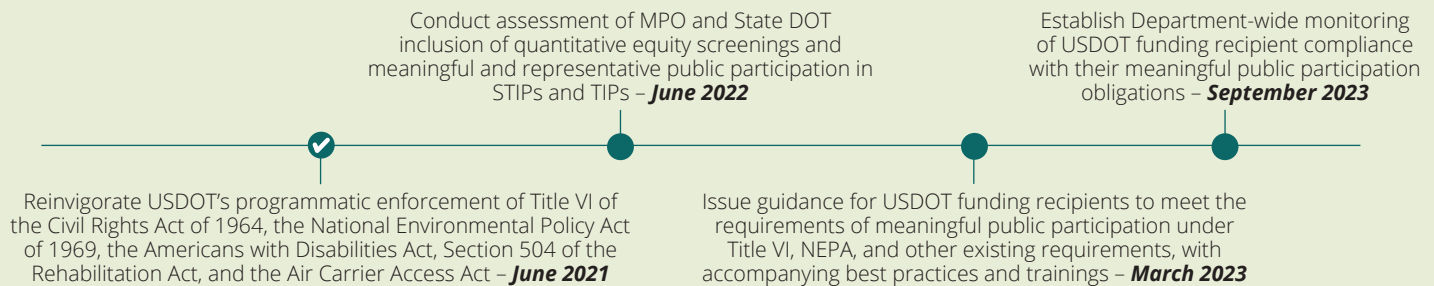 Conduct assessment of MPO and State DOT
inclusion of quantitative equity screenings and
meaningful and representative public participation in
STIPs and TIPs – June 2022
Establish Department-wide monitoring
of USDOT funding recipient compliance
with their meaningful public participation
obligations – September 2023
Reinvigorate USDOT’s programmatic enforcement of Title VI of
the Civil Rights Act of 1964, the National Environmental Policy Act
of 1969, the Americans with Disabilities Act, Section 504 of the
Rehabilitation Act, and the Air Carrier Access Act – June 2021
Issue guidance for USDOT funding recipients to meet the
requirements of meaningful public participation under
Title VI, NEPA, and other existing requirements, with
accompanying best practices and trainings – March 2023